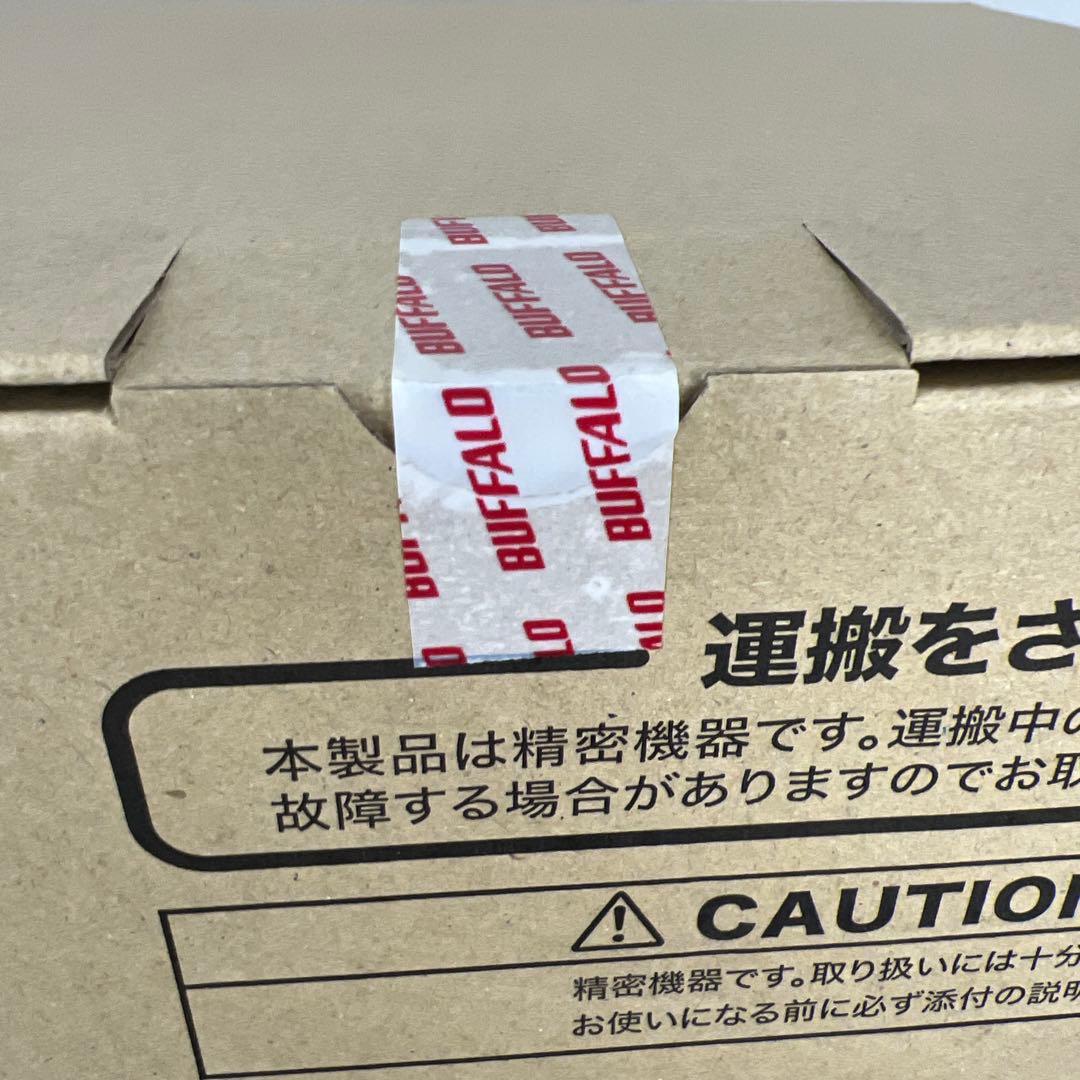 BUFFALO BUFFALO BUFFALO
BUFFALO BUFFALO
運搬をさ
本製品は精密機器です。運搬中の
故障する場合がありますのでお取
CAUTION
精密機器です。取り扱いには十分
お使いになる前に必ず添付の説明